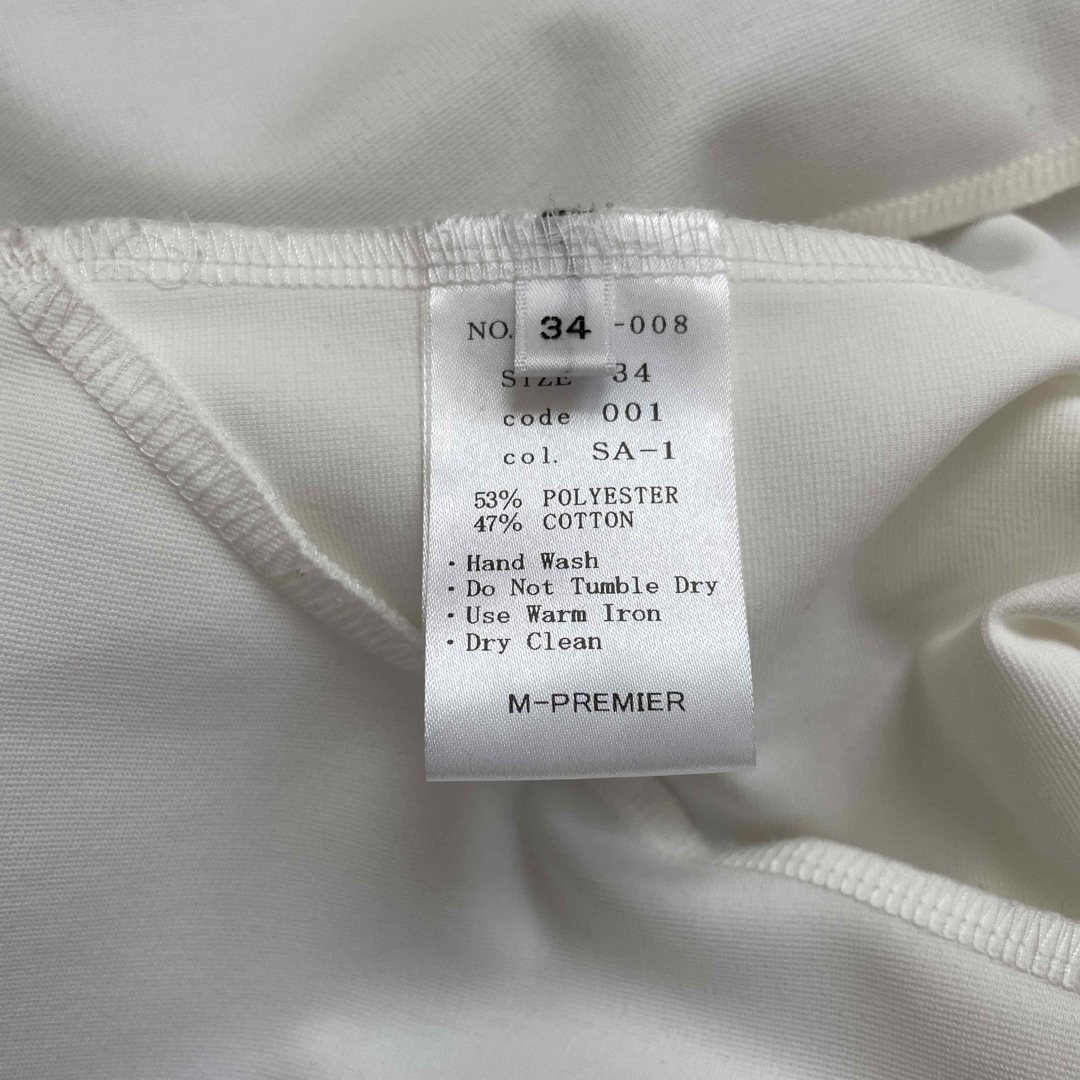 NO. 34 -008
SIZE 34
code 001
col. SA-1
53% POLYESTER
47% COTTON
· Hand Wash
· Do Not Tumble Dry
· Use Warm Iron
· Dry Clean
M-PREMIER